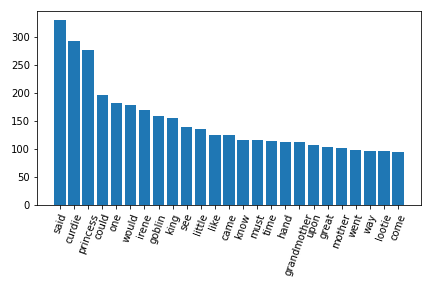 300
250
200
150
100
50
0
said
curdie
princess
could
one
would
irene
goblin
king
see
little
like
came
know
must
time
hand
grandmother
upon
great
mother
went
way
lootie
come